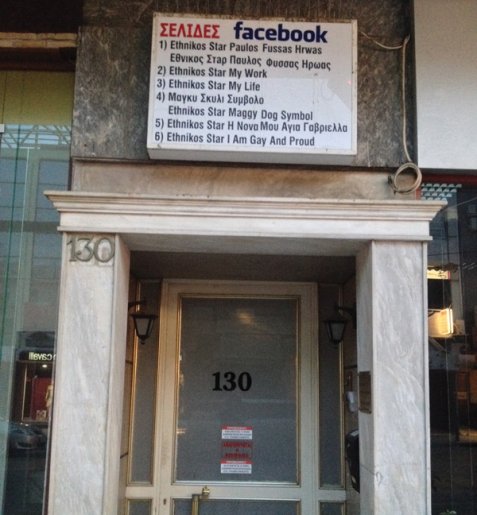 ΣΕΛΙΔΕΣ facebook
1) Ethnikos Star Paulos Fussas Hrwas
Εθνικος Σταρ Παυλος Φυσσας Ηρωας
2) Ethnikos Star My Work
3) Ethnikos Star My Life
4) Μαγκυ Σκυλι Συμβολο
Ethnikos Star Maggy Dog Symbol
5) Ethnikos Star Η Νονα Μου Αγια Γαβριελλα
6) Ethnikos Star I Am Gay And Proud
130
130